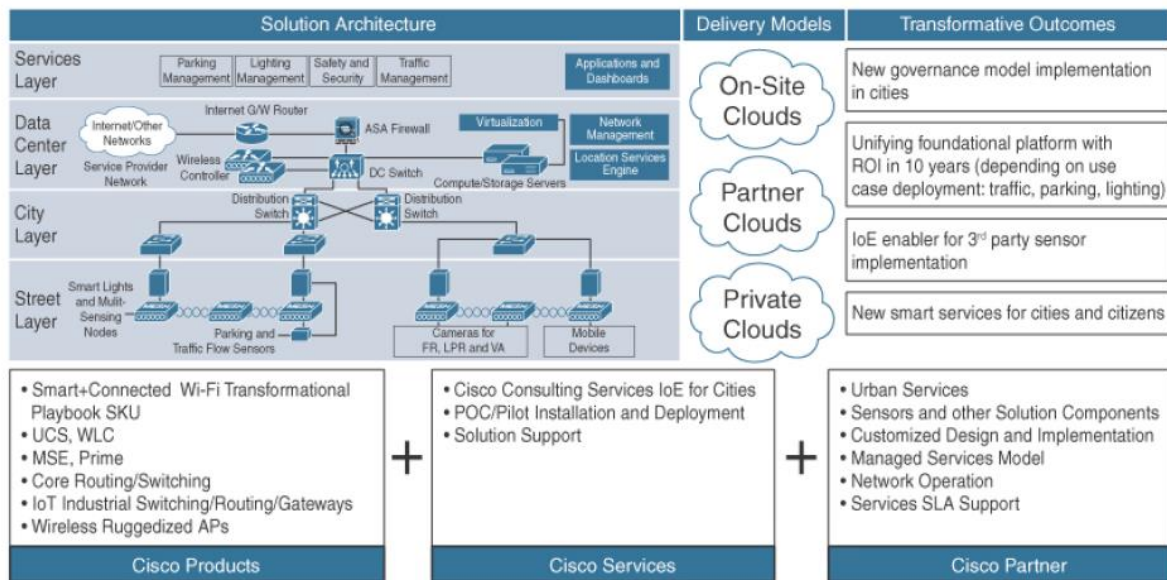 Solution Architecture
Delivery Models
Transformative Outcomes
Services
Layer
Parking
Management
Lighting
Management
Safety and
Security
Traffic
Management
Applications and
Dashboards
Data
Center
Layer
Internet/Other
Networks
Service Provider
Network
Internet G/W Router
Wireless
Controller
ASA Firewall
DC Switch
Virtualization
Compute/Storage Servers
Network
Management
Location Services
Engine
City
Layer
Distribution
Switch
Distribution
Switch
Street
Layer
Smart Lights
and Mulit-
Sensing
Nodes
Parking and
Traffic Flow Sensors
Cameras for
FR, LPR and VA
Mobile
Devices
On-Site
Clouds
Partner
Clouds
Private
Clouds
New governance model implementation
in cities
Unifying foundational platform with
ROI in 10 years (depending on use
case deployment: traffic, parking, lighting)
IoE enabler for 3rd party sensor
implementation
New smart services for cities and citizens
• Smart+Connected Wi-Fi Transformational
Playbook SKU
• UCS, WLC
• MSE, Prime
• Core Routing/Switching
• IoT Industrial Switching/Routing/Gateways
• Wireless Ruggedized APs
Cisco Products
+
• Cisco Consulting Services IoE for Cities
• POC/Pilot Installation and Deployment
• Solution Support
Cisco Services
+
• Urban Services
• Sensors and other Solution Components
• Customized Design and Implementation
• Managed Services Model
• Network Operation
• Services SLA Support
Cisco Partner